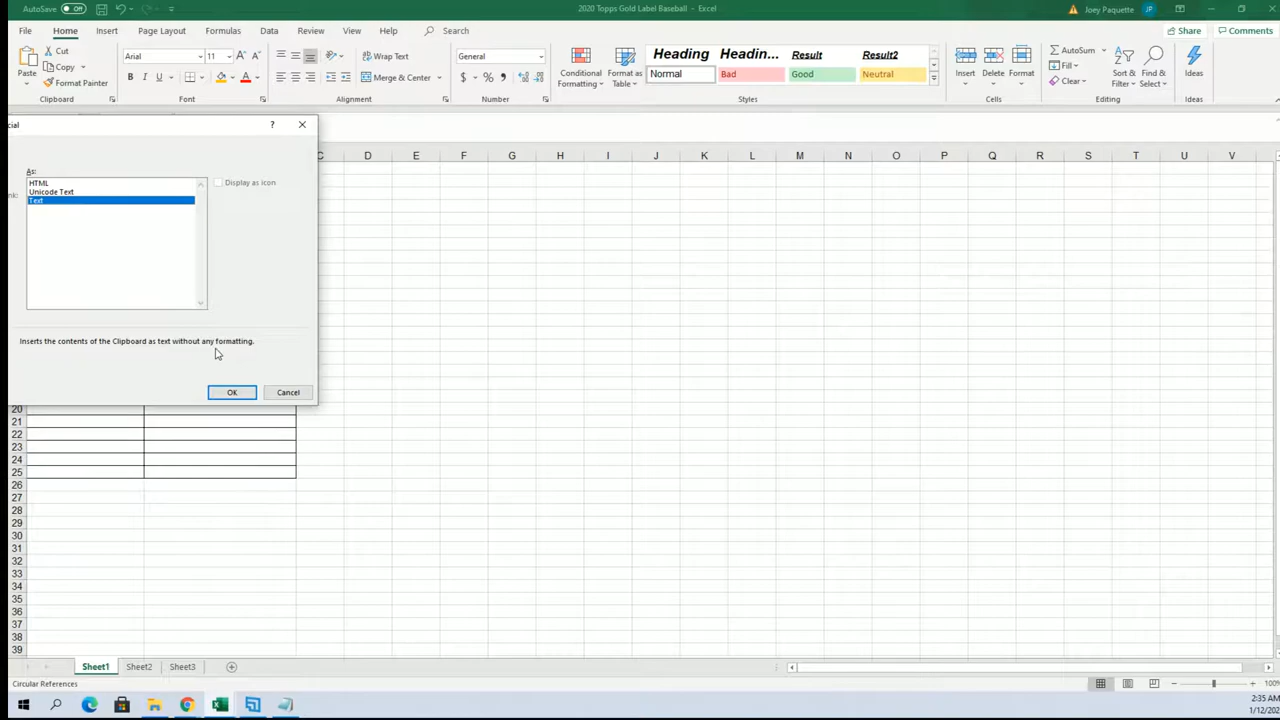 AutoSave Off 2020 Topps Gold Label Baseball - Excel Joey Paquette JP
File Home Insert Page Layout Formulas Data Review View Help Search Share Comments
Paste Cut Copy Format Painter Clipboard
Arial 11 A A B I U A Font
Wrap Text Merge & Center Alignment
General $ % Number
Conditional Formatting Format as Table
Heading Headin... Result Result2
Normal Bad Good Neutral
Styles
Insert Delete Format Cells
AutoSum Fill Clear Sort & Filter Find & Select Editing
Ideas Ideas
cial ? 
As:
HTML
Unicode Text
Text
Display as icon
Inserts the contents of the Clipboard as text without any formatting.
OK Cancel
C D E F G H I J K L M N O P Q R S T U V
20
21
22
23
24
25
26
27
28
29
30
31
32
33
34
35
36
37
38
39
Sheet1 Sheet2 Sheet3
Circular References 100%
2:35 AM
1/12/202